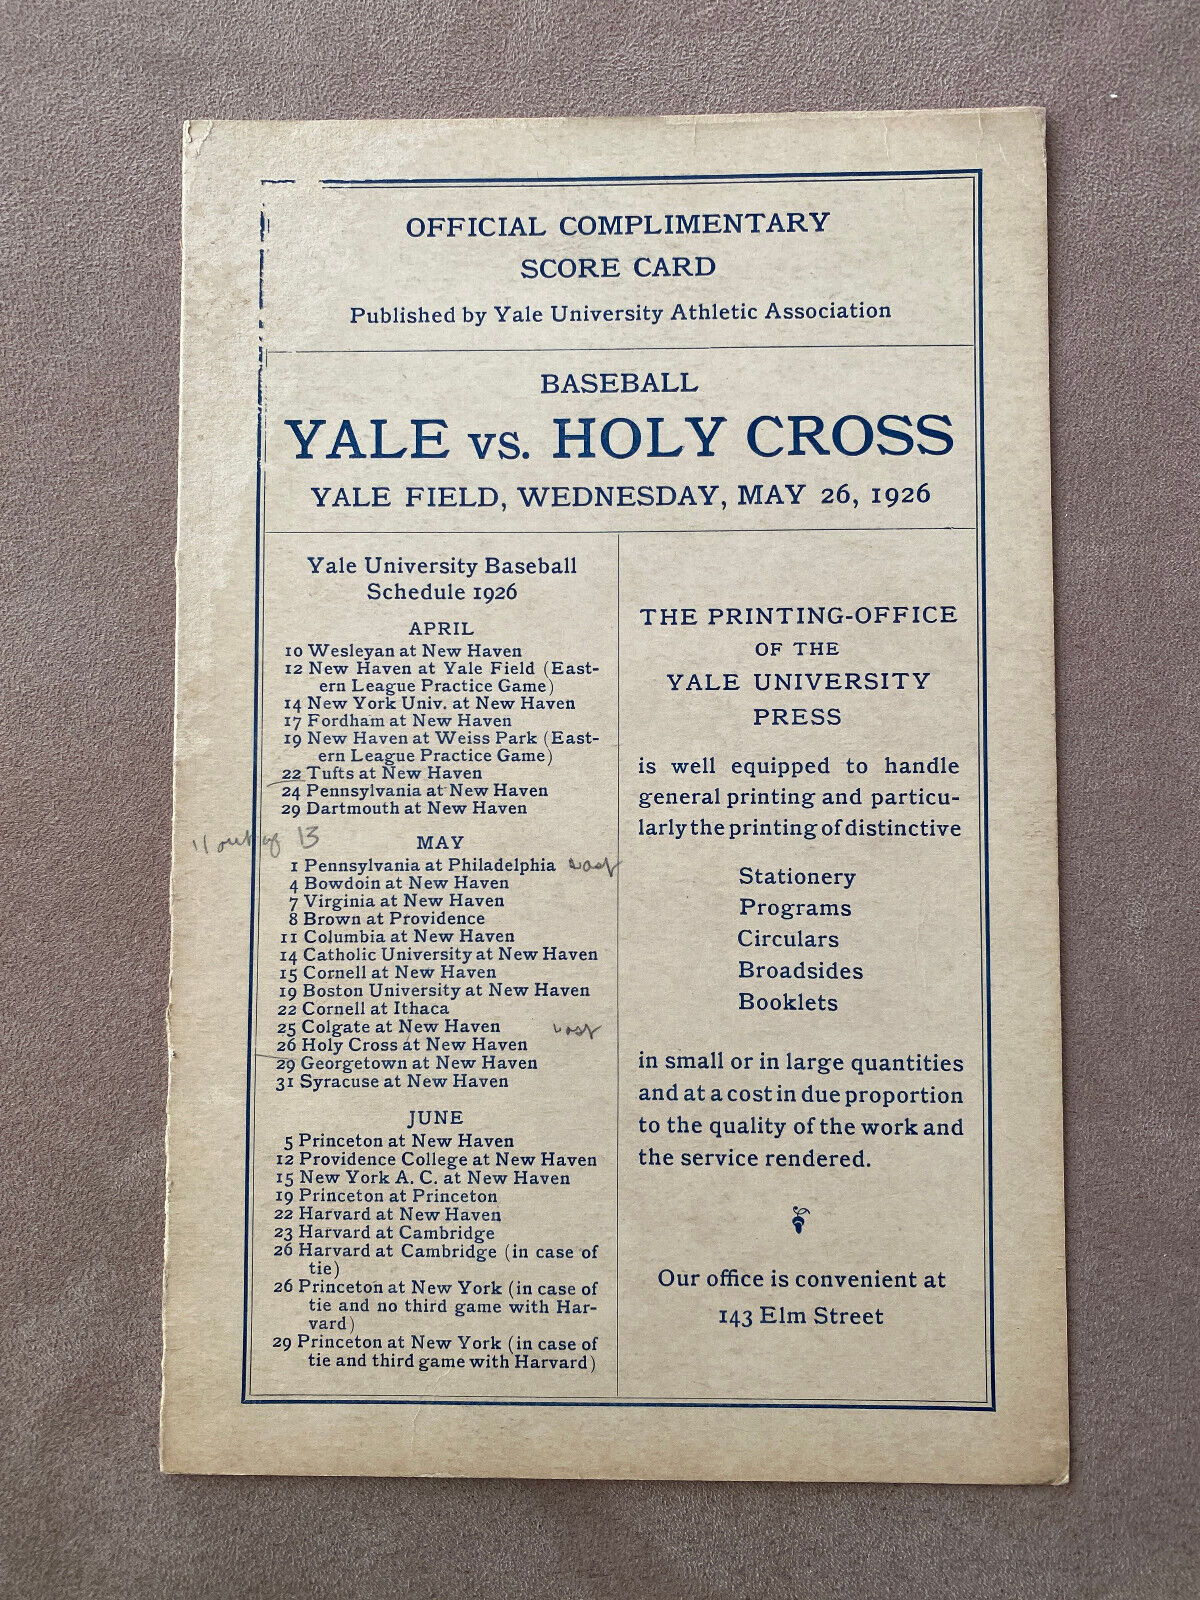 OFFICIAL COMPLIMENTARY
SCORE CARD
Published by Yale University Athletic Association
BASEBALL
YALE vs. HOLY CROSS
YALE FIELD, WEDNESDAY, MAY 26, 1926
Yale University Baseball
Schedule 1926
APRIL
10 Wesleyan at New Haven
12 New Haven at Yale Field (East-
ern League Practice Game)
14 New York Univ. at New Haven
17 Fordham at New Haven
19 New Haven at Weiss Park (East-
ern League Practice Game)
22 Tufts at New Haven
24 Pennsylvania at New Haven
29 Dartmouth at New Haven
11 out of 13
MAY
1 Pennsylvania at Philadelphia lost
4 Bowdoin at New Haven
7 Virginia at New Haven
8 Brown at Providence
11 Columbia at New Haven
14 Catholic University at New Haven
15 Cornell at New Haven
19 Boston University at New Haven
22 Cornell at Ithaca
25 Colgate at New Haven lost
26 Holy Cross at New Haven
29 Georgetown at New Haven
31 Syracuse at New Haven
JUNE
5 Princeton at New Haven
12 Providence College at New Haven
15 New York A. C. at New Haven
19 Princeton at Princeton
22 Harvard at New Haven
23 Harvard at Cambridge
26 Harvard at Cambridge (in case of
tie)
26 Princeton at New York (in case of
tie and no third game with Har-
vard)
29 Princeton at New York (in case of
tie and third game with Harvard)
THE PRINTING-OFFICE
OF THE
YALE UNIVERSITY
PRESS
is well equipped to handle
general printing and particu-
larly the printing of distinctive
Stationery
Programs
Circulars
Broadsides
Booklets
in small or in large quantities
and at a cost in due proportion
to the quality of the work and
the service rendered.
Our office is convenient at
143 Elm Street